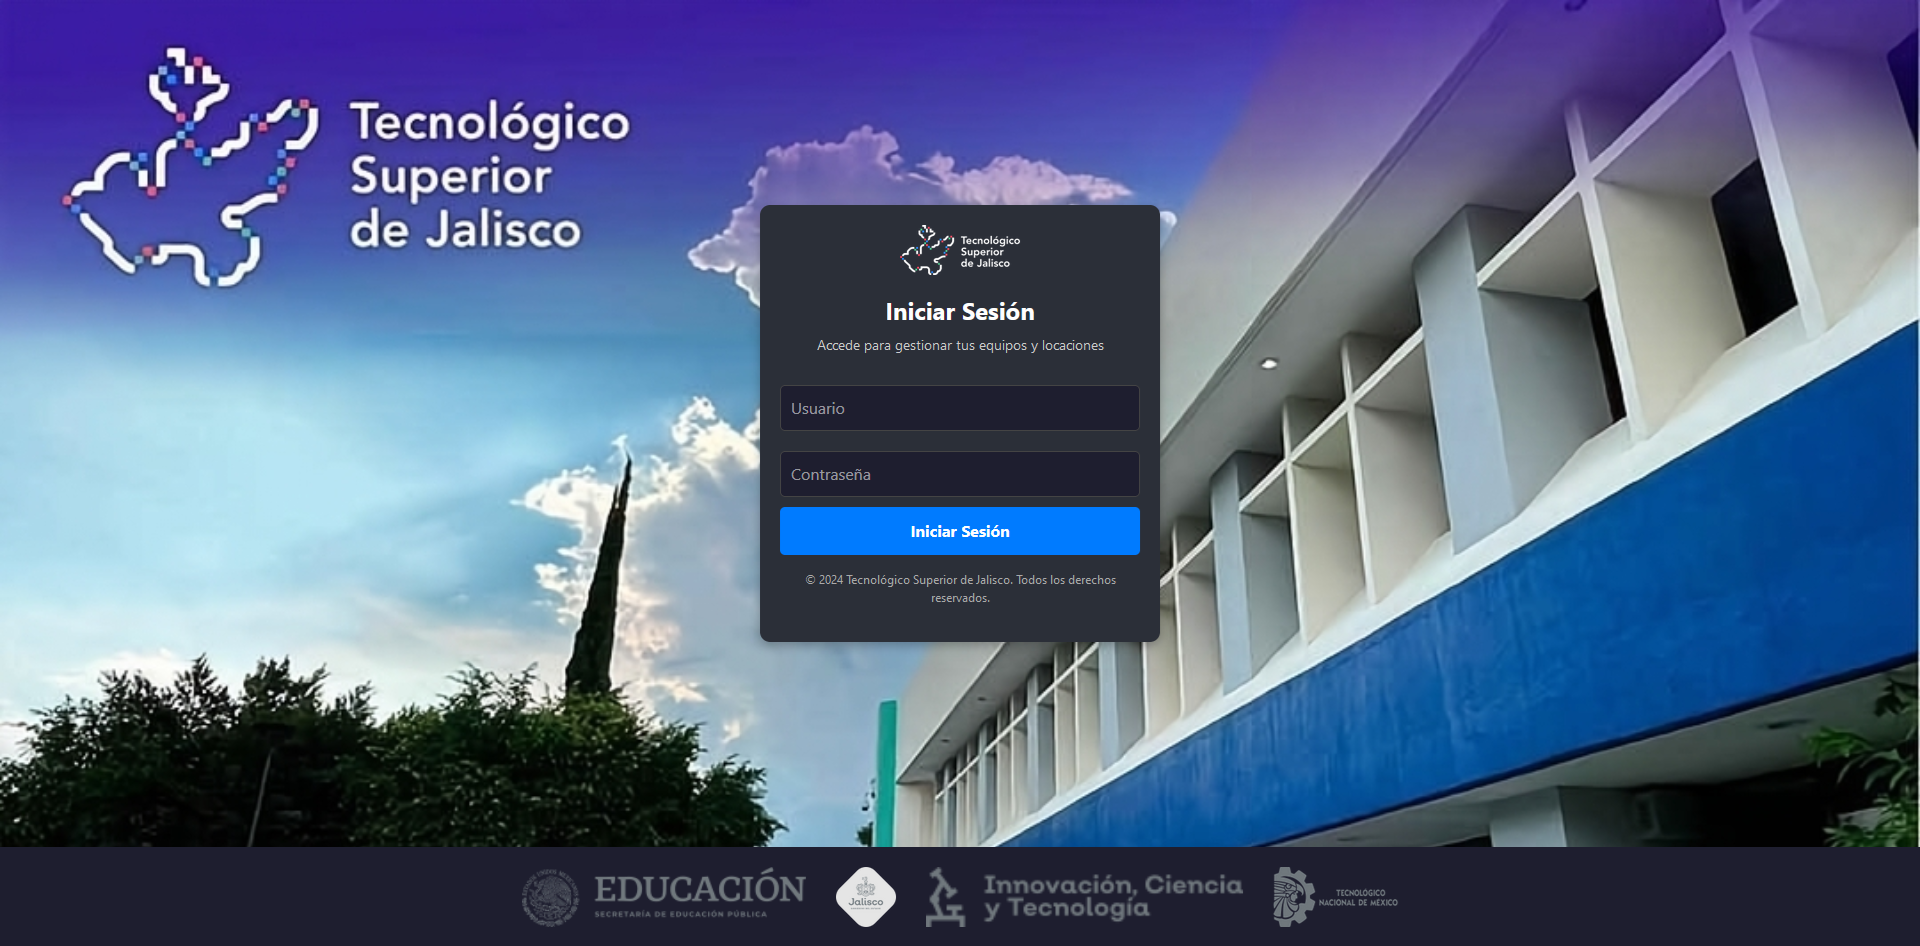 Tecnológico
Superior
de Jalisco
Tecnológico
Superior
de Jalisco
Iniciar Sesión
Accede para gestionar tus equipos y locaciones
Usuario
Contraseña
Iniciar Sesión
© 2024 Tecnológico Superior de Jalisco. Todos los derechos
reservados.
EDUCACIÓN
SECRETARÍA DE EDUCACIÓN PÚBLICA
Jalisco
Innovación, Ciencia
y Tecnología
TECNOLÓGICO
NACIONAL DE MÉXICO